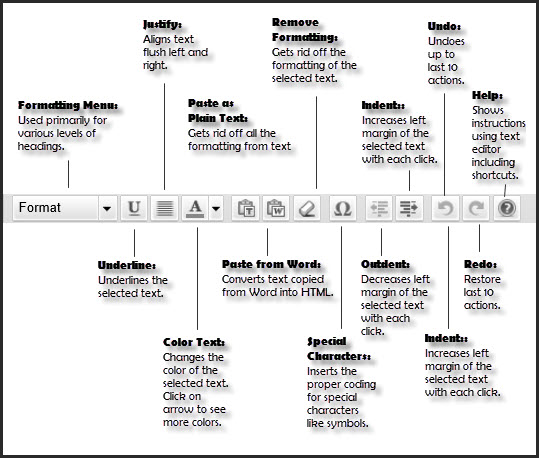 Justify:
Aligns text
flush left and
right.
Remove
Formatting:
Gets rid off the
formatting of the
selected text.
Undo:
Undoes
up to
last 10
actions.
Formatting Menu:
Used primarily for
various levels of
headings.
Paste as
Plain Text:
Gets rid off all the
formatting from text
Indent::
Increases left
margin of the
selected text
with each click.
Help:
Shows
instructions
using text
editor
including
shortcuts.
Format
U
A
T
W
Ω
?
Underline:
Underlines the
selected text.
Paste from Word:
Converts text copied
from Word into HTML.
Outdent:
Decreases left
margin of the
selected text
with each
click.
Redo:
Restore
last 10
actions.
Color Text:
Changes the
color of the
selected text.
Click on
arrow to see
more colors.
Special
Characters:
Inserts the
proper coding
for special
characters
like symbols.
Indent::
Increases left
margin of the
selected text
with each click.